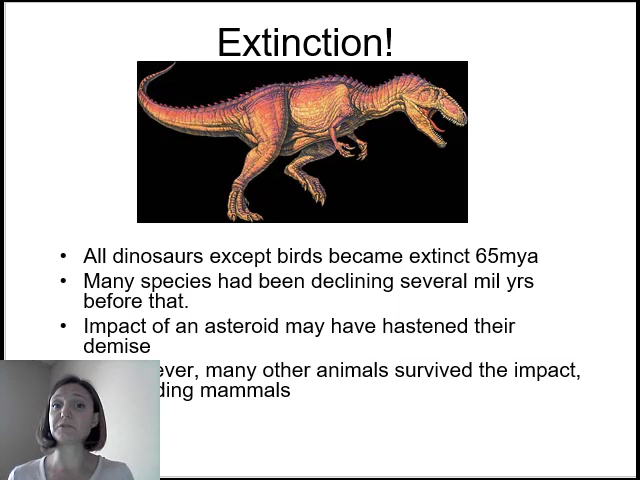 Extinction!
• All dinosaurs except birds became extinct 65mya
• Many species had been declining several mil yrs
before that.
• Impact of an asteroid may have hastened their
demise
ever, many other animals survived the impact,
ding mammals